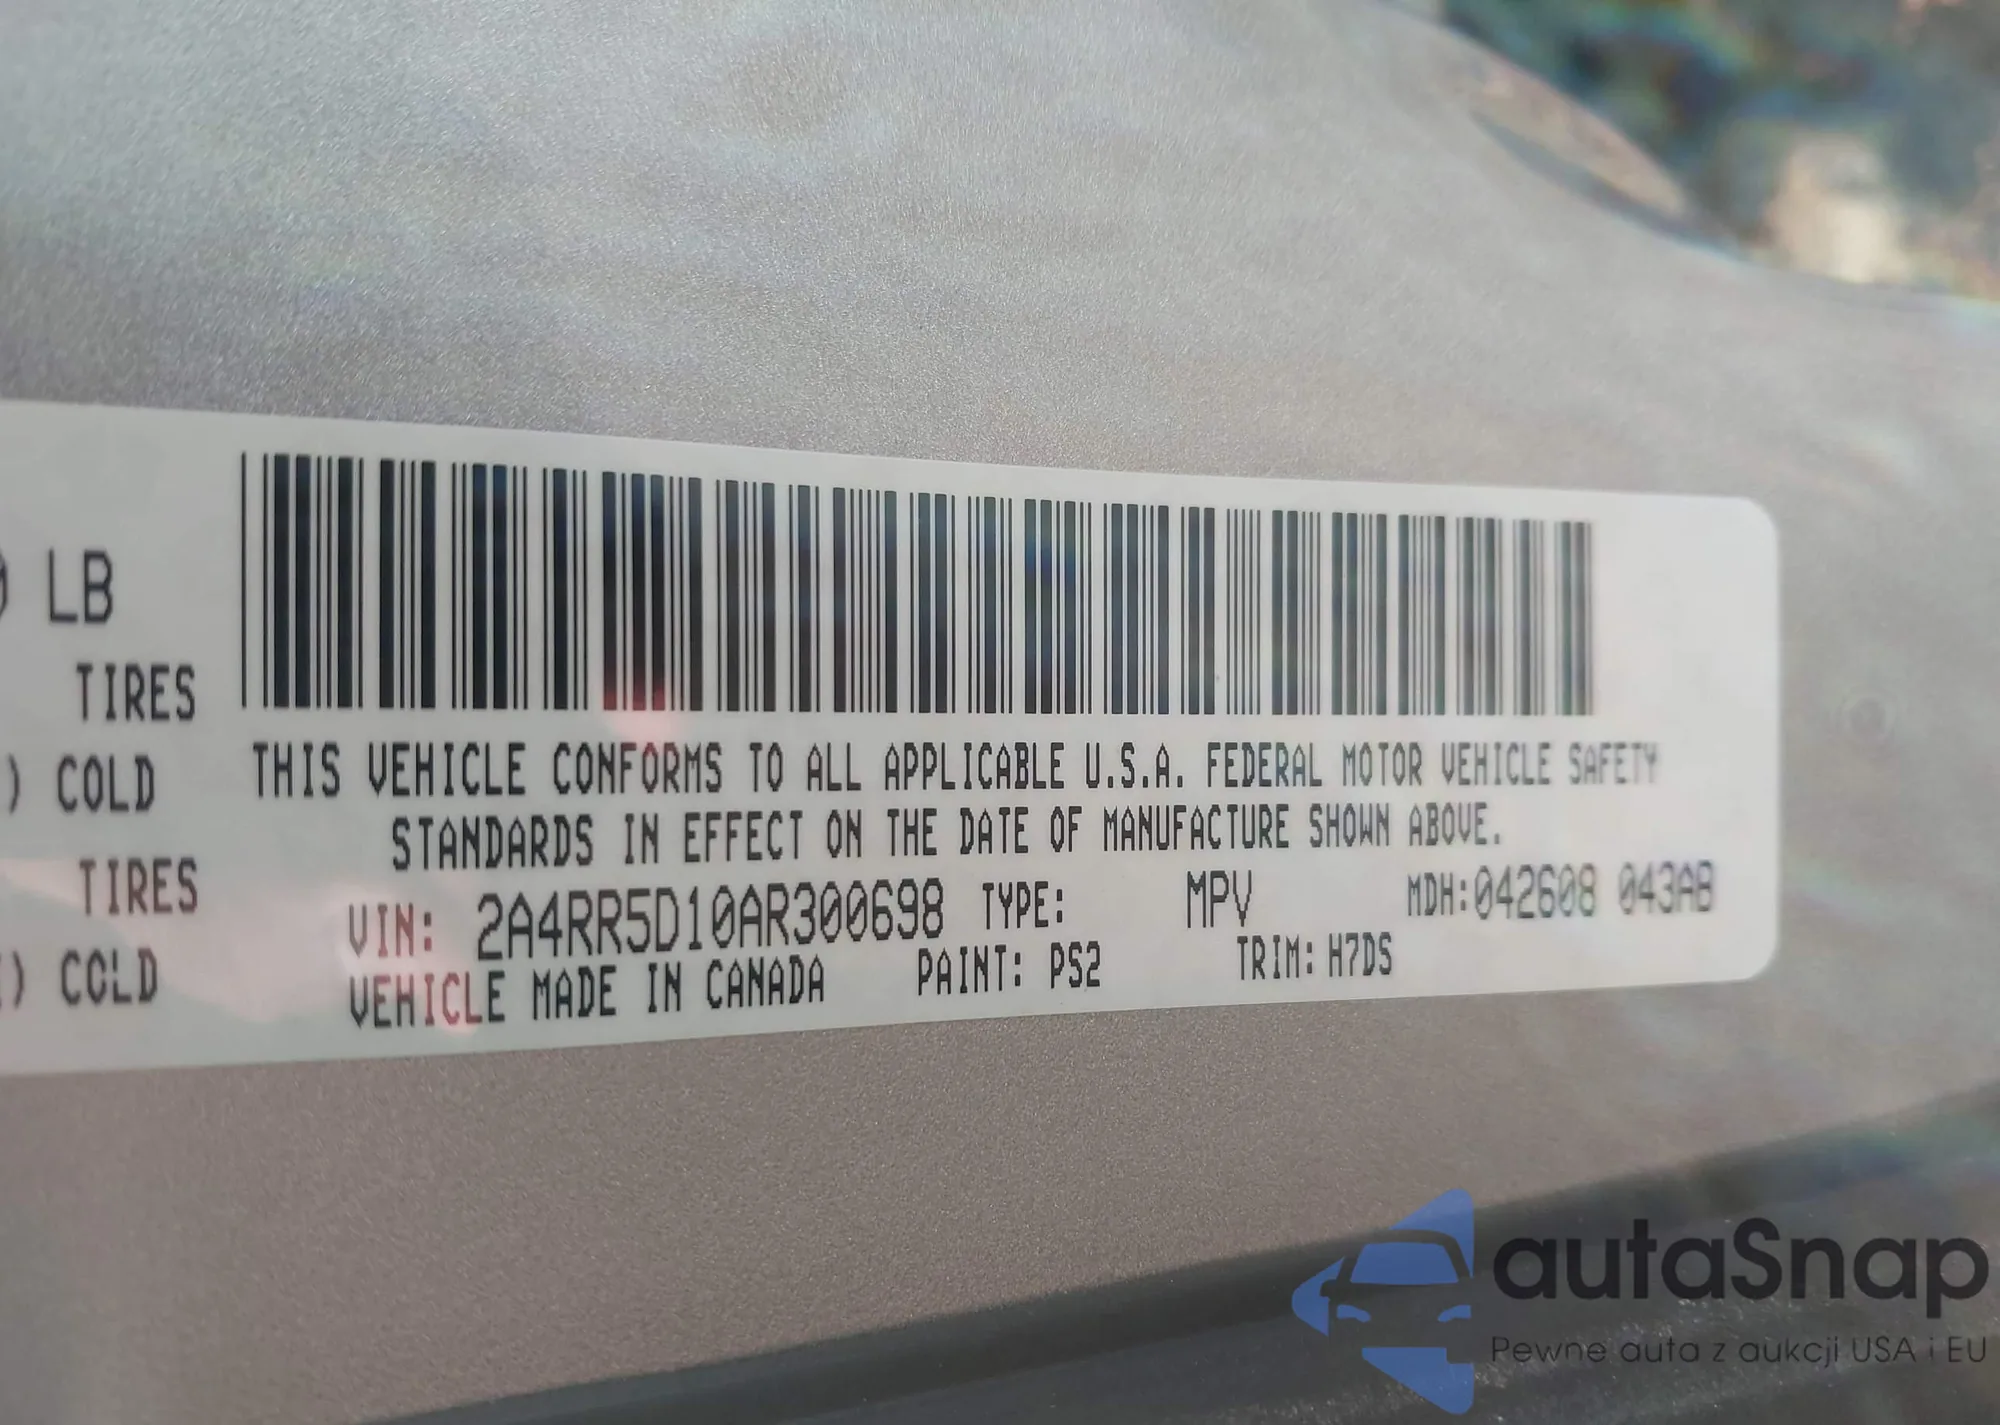 LB
TIRES
) COLD
TIRES
) COLD
THIS VEHICLE CONFORMS TO ALL APPLICABLE U.S.A. FEDERAL MOTOR VEHICLE SAFETY
STANDARDS IN EFFECT ON THE DATE OF MANUFACTURE SHOWN ABOVE.
VIN: 2A4RR5D10AR300698 TYPE: MPV MDH:042608 043AB
VEHICLE MADE IN CANADA PAINT: PS2 TRIM: H7DS
autaSnap
Pewne auta z aukcji USA i EU